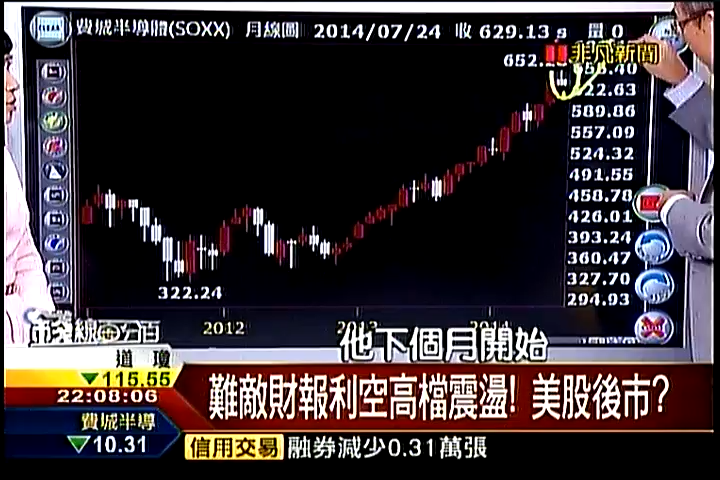 費城半導體(SOXX) 月線圖 2014/07/24 收 629.13 s 量 0
非凡新聞
622.63
589.86
557.09
524.32
491.55
458.78
426.01
393.24
360.47
327.70
294.93
322.24
2012
他下個月開始
道瓊
▼115.55
22:08:06
難敵財報利空高檔震盪! 美股後市?
費城半導
▼10.31
信用交易 融券減少0.31萬張